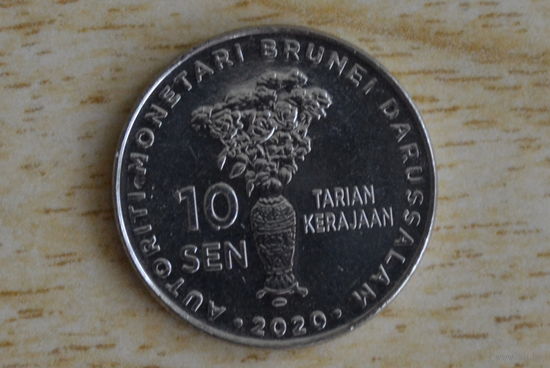 AUTORITI MONETARI BRUNEI DARUSSALAM
10
SEN
TARIAN
KERAJAAN
· 2020 ·